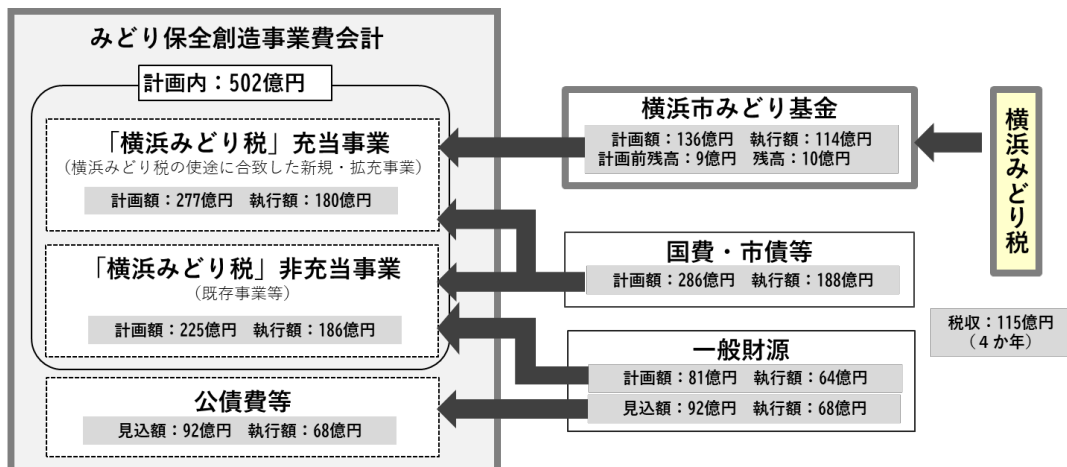 みどり保全創造事業費会計
計画内：502億円
「横浜みどり税」充当事業
（横浜みどり税の使途に合致した新規・拡充事業）
計画額：277億円　執行額：180億円
「横浜みどり税」非充当事業
（既存事業等）
計画額：225億円　執行額：186億円
公債費等
見込額：92億円　執行額：68億円
横浜市みどり基金
計画額：136億円　執行額：114億円
計画前残高：9億円　残高：10億円
国費・市債等
計画額：286億円　執行額：188億円
一般財源
計画額：81億円　執行額：64億円
見込額：92億円　執行額：68億円
横浜みどり税
税収：115億円
（４か年）